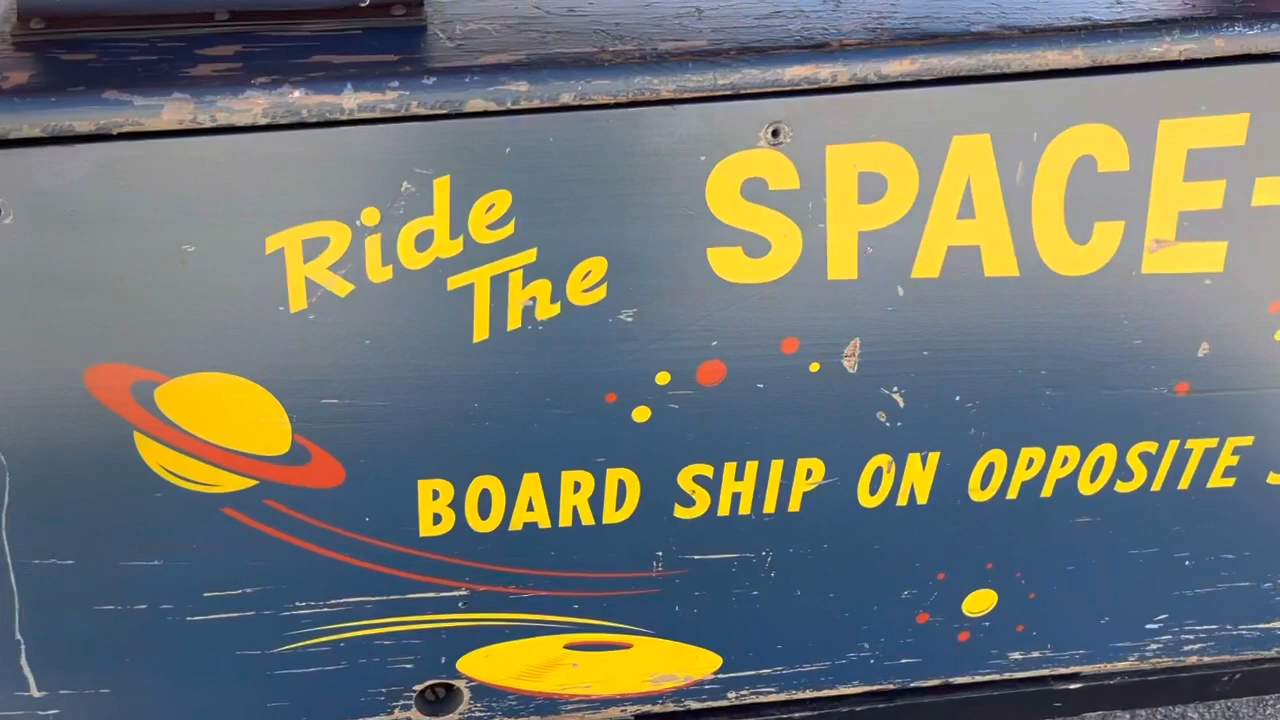 Ride
The
SPACE-
BOARD SHIP ON OPPOSITE